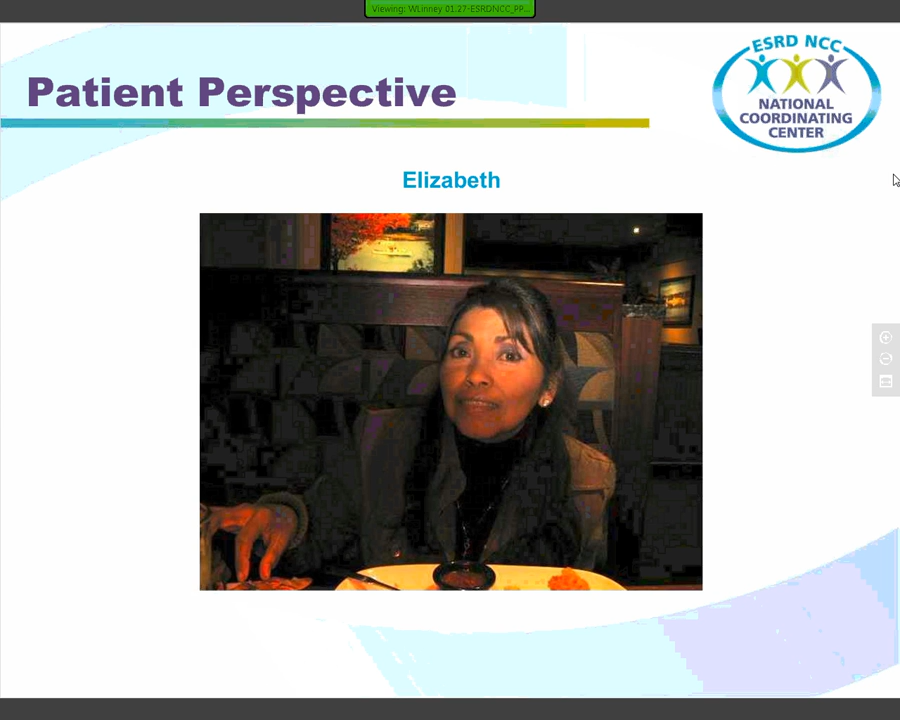 Viewing: WLinney 01.27-ESRDNCC_PP...
Patient Perspective
ESRD NCC
NATIONAL
COORDINATING
CENTER
Elizabeth